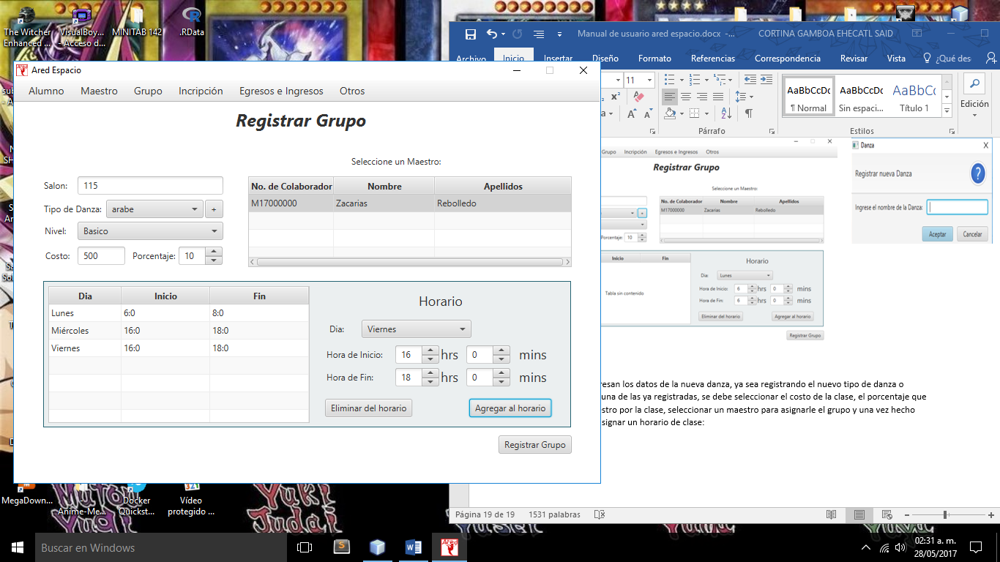 The Witcher
Enhanced ...
VisualBoy...
- Acceso d...
MINITAB 142
.RData
Manual de usuario ared espacio.docx -...
CORTINA GAMBOA EHECATL SAID
Archivo
Inicio
Insertar
Diseño
Formato
Referencias
Correspondencia
Revisar
Vista
¿Qué des
11
AaBbCcDc
AaBbCcDc
AaBbCc
¶ Normal
Sin espaci...
Título 1
Edición
Párrafo
Estilos
Ared Espacio
Alumno
Maestro
Grupo
Incripción
Egresos e Ingresos
Otros
Registrar Grupo
Seleccione un Maestro:
Salon:
115
Tipo de Danza:
arabe
+
Nivel:
Basico
Costo:
500
Porcentaje:
10
No. de Colaborador
Nombre
Apellidos
M17000000
Zacarias
Rebolledo
Dia
Inicio
Fin
Lunes
6:0
8:0
Miércoles
16:0
18:0
Viernes
16:0
18:0
Horario
Dia:
Viernes
Hora de Inicio:
16
hrs
0
mins
Hora de Fin:
18
hrs
0
mins
Eliminar del horario
Agregar al horario
Registrar Grupo
Grupo
Incripción
Egresos e Ingresos
Otros
Registrar Grupo
Seleccione un Maestro:
No. de Colaborador
Nombre
Apellidos
M17000000
Zacarias
Rebolledo
Porcentaje:
10
Inicio
Fin
Tabla sin contenido
Horario
Dia:
Lunes
Hora de Inicio:
6
hrs
0
mins
Hora de Fin:
6
hrs
0
mins
Eliminar del horario
Agregar al horario
Registrar Grupo
Danza
X
Registrar nueva Danza
?
Ingrese el nombre de la Danza:
Aceptar
Cancelar
resan los datos de la nueva danza, ya sea registrando el nuevo tipo de danza o
una de las ya registradas, se debe seleccionar el costo de la clase, el porcentaje que
stro por la clase, seleccionar un maestro para asignarle el grupo y una vez hecho
signar un horario de clase:
MegaDown...
Anime-Me...
Docker
Quickst...
Vídeo
protegido ...
Yuki
Judai
Página 19 de 19
1531 palabras
Buscar en Windows
02:31 a. m.
28/05/2017